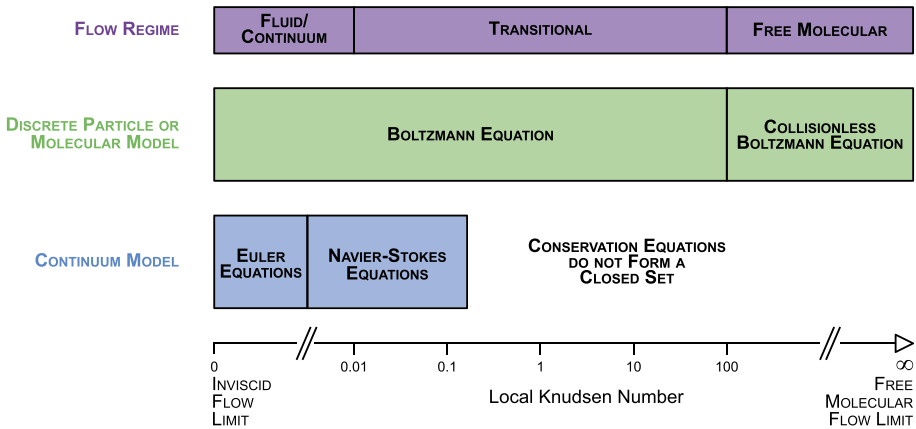 Flow Regime
Fluid/
Continuum
Transitional
Free Molecular
Discrete Particle or
Molecular Model
Boltzmann Equation
Collisionless
Boltzmann Equation
Continuum Model
Euler
Equations
Navier-Stokes
Equations
Conservation Equations
do not Form a
Closed Set
0
0.01
0.1
1
10
100
∞
Inviscid
Flow
Limit
Local Knudsen Number
Free
Molecular
Flow Limit